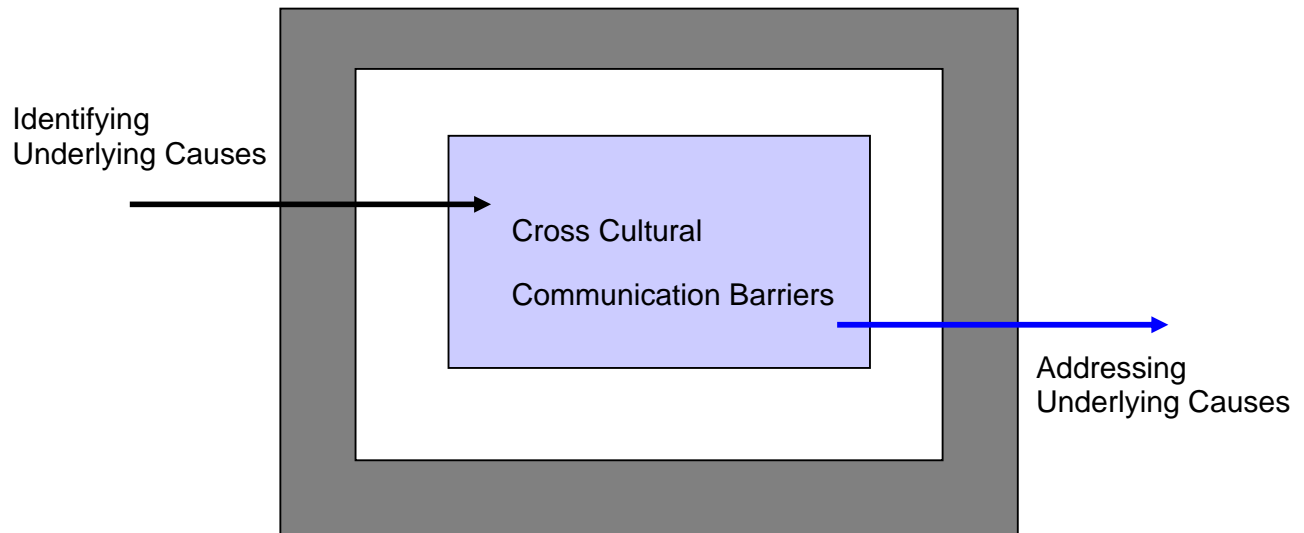 Identifying
Underlying Causes
Cross Cultural
Communication Barriers
Addressing
Underlying Causes